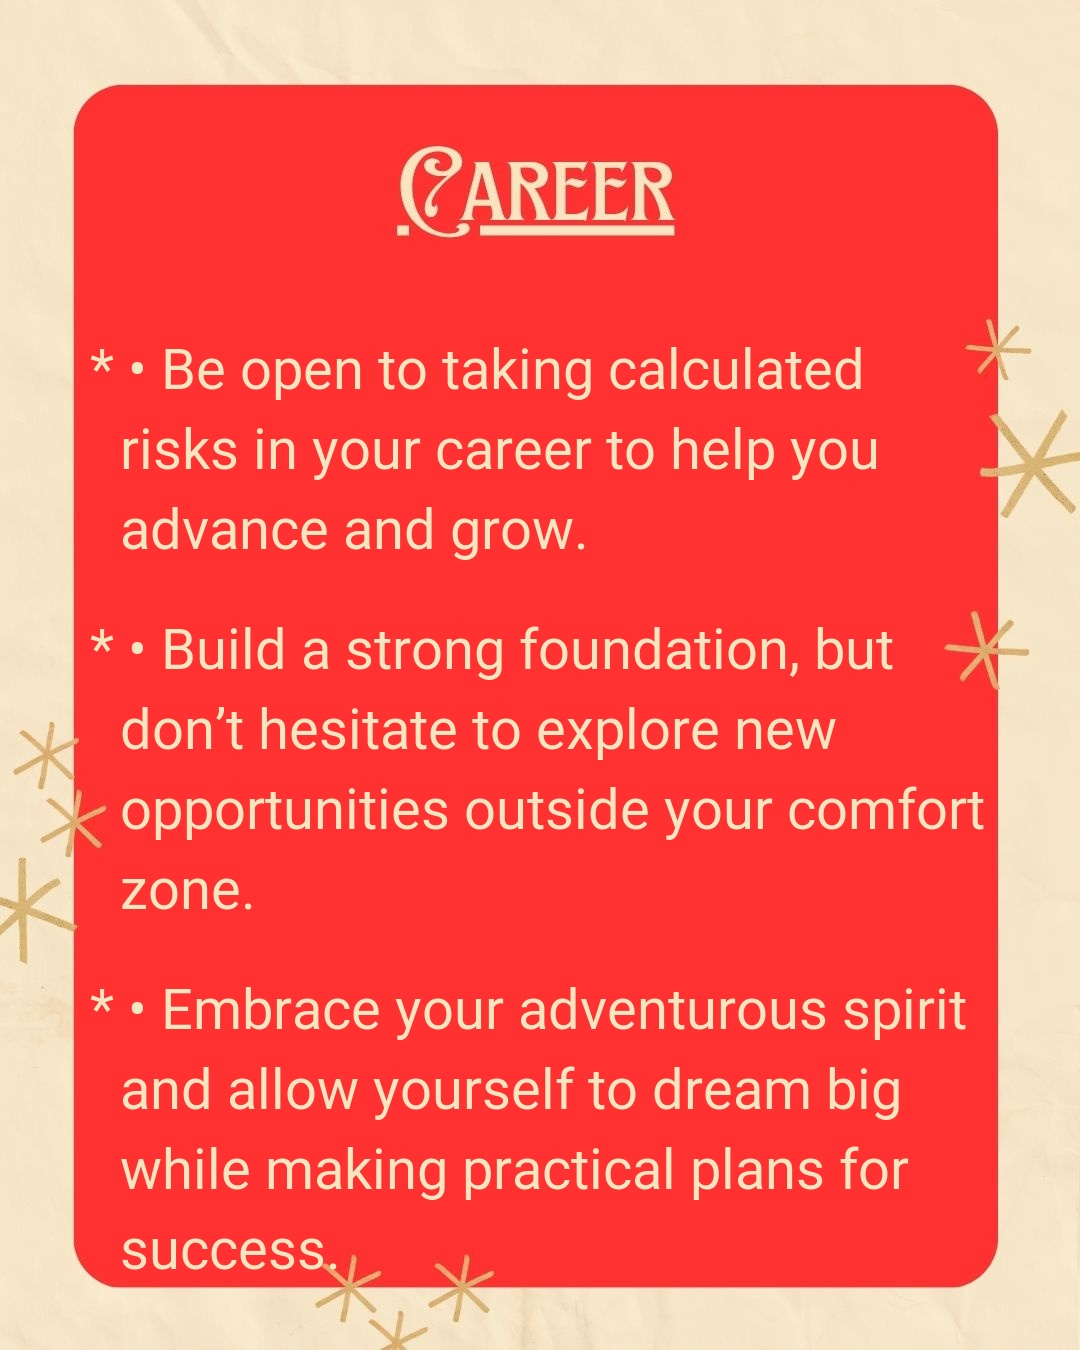 Career
* • Be open to taking calculated
risks in your career to help you
advance and grow.
* • Build a strong foundation, but
don’t hesitate to explore new
opportunities outside your comfort
zone.
* • Embrace your adventurous spirit
and allow yourself to dream big
while making practical plans for
success.